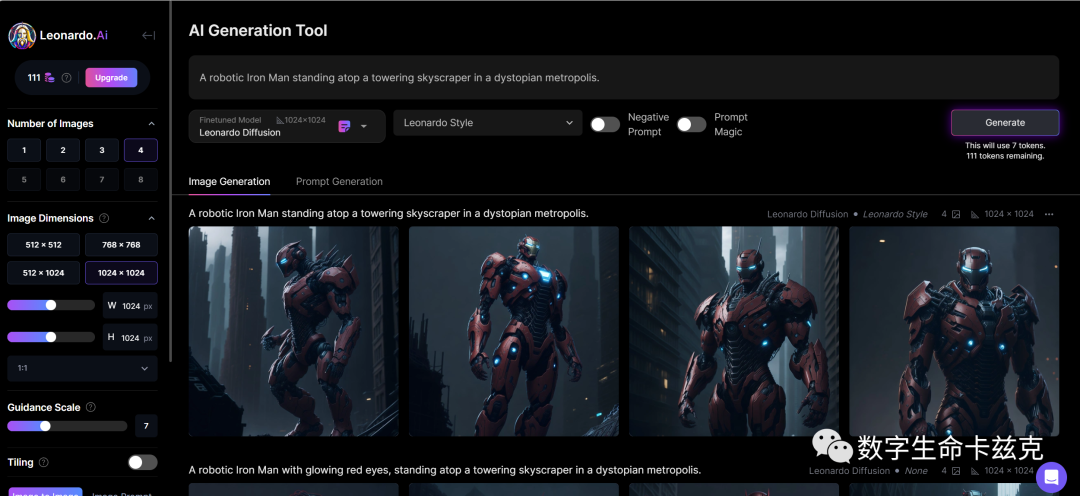 Leonardo.Ai
111
Upgrade
Number of Images
1
2
3
4
5
6
7
8
Image Dimensions
512 × 512
768 × 768
512 × 1024
1024 × 1024
W 1024 px
H 1024 px
1:1
Guidance Scale
7
Tiling
Image to Image
Image Prompt
AI Generation Tool
A robotic Iron Man standing atop a towering skyscraper in a dystopian metropolis.
Finetuned Model
1024×1024
Leonardo Diffusion
Leonardo Style
Negative
Prompt
Prompt
Magic
Generate
This will use 7 tokens.
111 tokens remaining.
Image Generation
Prompt Generation
A robotic Iron Man standing atop a towering skyscraper in a dystopian metropolis.
Leonardo Diffusion ● Leonardo Style 4 1024 × 1024 ···
数字生命卡兹克
A robotic Iron Man with glowing red eyes, standing atop a towering skyscraper in a dystopian metropolis.
Leonardo Diffusion ● None 4 1024 × 1024